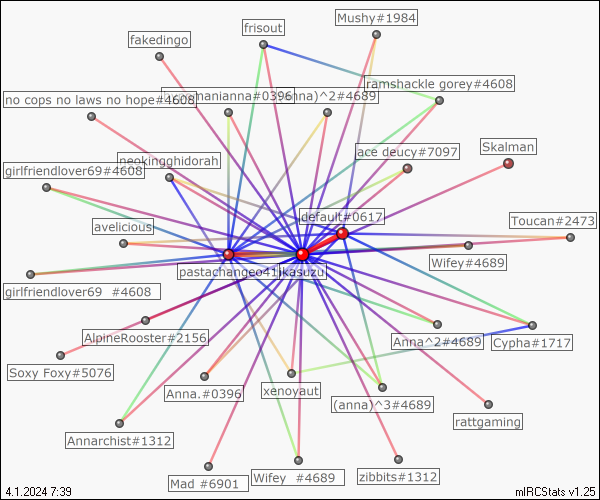 Mushy#1984
frisout
fakedingo
ramshackle gorey#4608
no cops no laws no hope#4608
manianna#0396
nna)^2#4689
ace deucy#7097
Skalman
neokingghidorah
girlfriendlover69#4608
default#0617
Toucan#2473
avelicious
Wifey#4689
pastachangeo41
jkasuzu
girlfriendlover69 #4608
AlpineRooster#2156
Anna^2#4689
Cypha#1717
Soxy Foxy#5076
Anna.#0396
xenoyaut
(anna)^3#4689
rattgaming
Annarchist#1312
Mad #6901
Wifey #4689
zibbits#1312
4.1.2024 7:39
mIRCStats v1.25